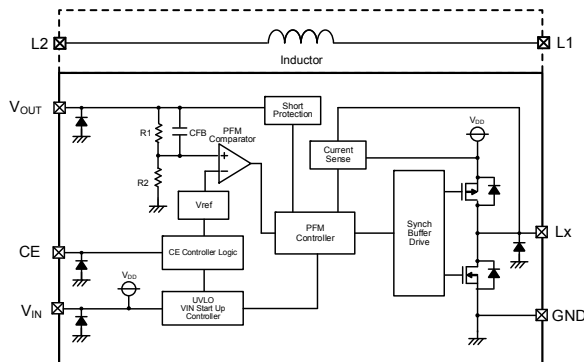 L2
L1
Inductor
VOUT
Short
Protection
R1
CFB
PFM
Comparator
VDD
Current
Sense
+
−
R2
Vref
PFM
Controller
Synch
Buffer
Drive
Lx
CE
CE Controller Logic
VDD
VIN
UVLO
VIN Start Up
Controller
GND